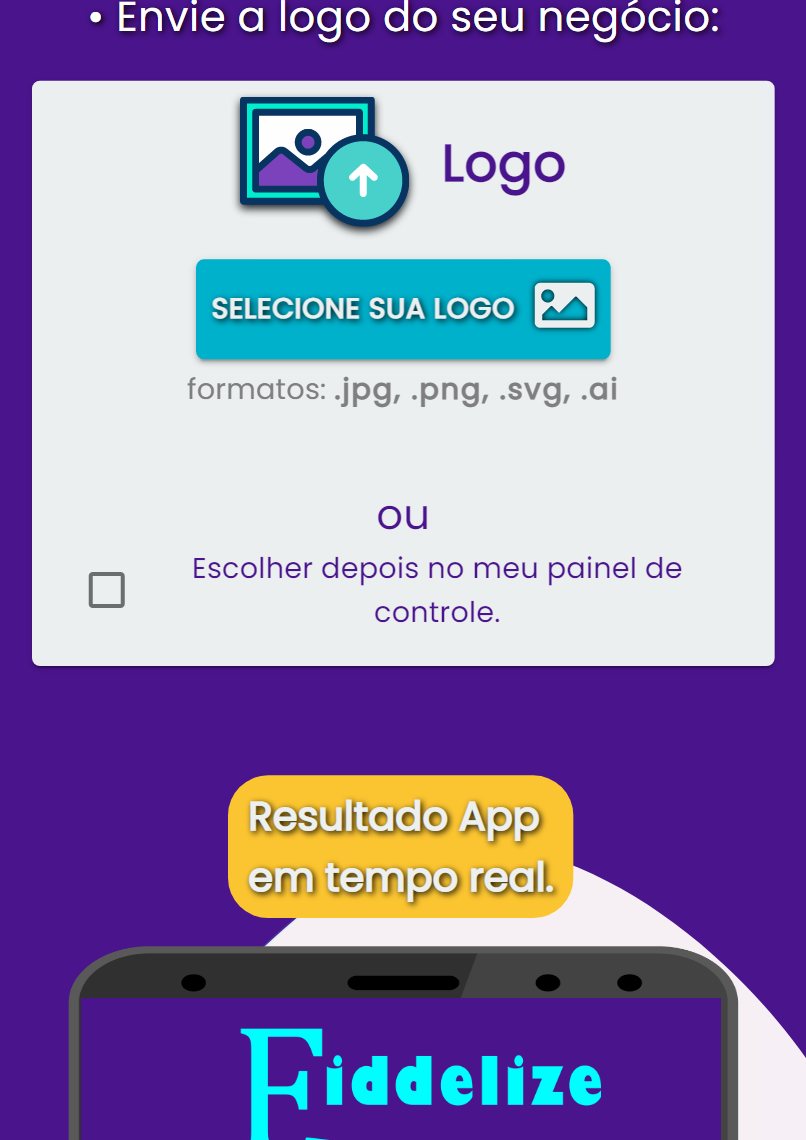 • Envie a logo do seu negócio:
Logo
SELECIONE SUA LOGO
formatos: .jpg, .png, .svg, .ai
ou
Escolher depois no meu painel de
controle.
Resultado App
em tempo real.
Fiddelize